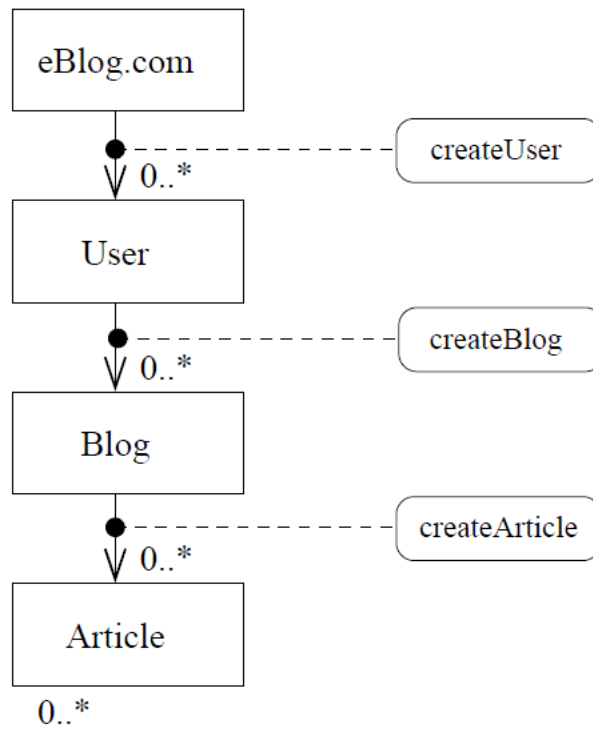 eBlog.com
createUser
0..*
User
createBlog
0..*
Blog
createArticle
0..*
Article
0..*